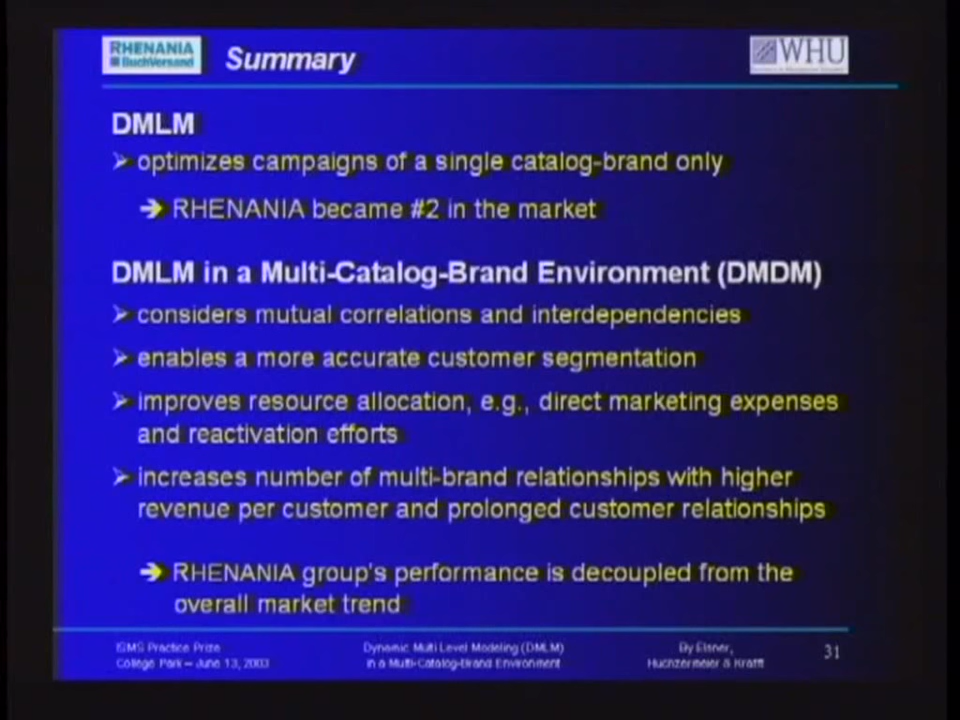 RHENANIA
BuchVersand
Summary
WHU
DMLM
➢ optimizes campaigns of a single catalog-brand only
➔ RHENANIA became #2 in the market
DMLM in a Multi-Catalog-Brand Environment (DMDM)
➢ considers mutual correlations and interdependencies
➢ enables a more accurate customer segmentation
➢ improves resource allocation, e.g., direct marketing expenses
and reactivation efforts
➢ increases number of multi-brand relationships with higher
revenue per customer and prolonged customer relationships
➔ RHENANIA group's performance is decoupled from the
overall market trend
ISMS Practice Prize
College Park – June 13, 2003
Dynamic Multi Level Modeling (DMLM)
in a Multi-Catalog-Brand Environment
By Elsner,
Huchzermeier & Krafft
31